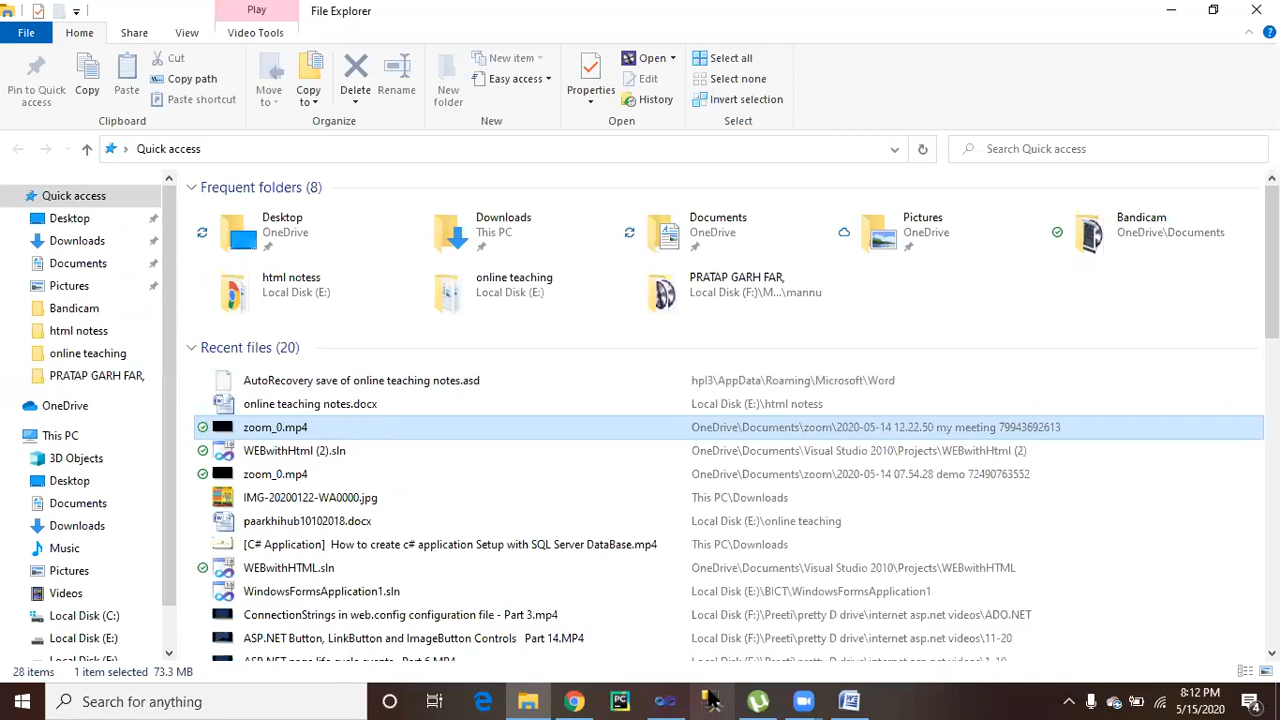 Play
File Explorer
File
Home
Share
View
Video Tools
Pin to Quick access
Copy
Paste
Cut
Copy path
Paste shortcut
Clipboard
Move to
Copy to
Delete
Rename
Organize
New folder
New item
Easy access
New
Properties
Open
Edit
History
Open
Select all
Select none
Invert selection
Select
Quick access
Search Quick access
Quick access
Desktop
Downloads
Documents
Pictures
Bandicam
html notess
online teaching
PRATAP GARH FAR,
OneDrive
This PC
3D Objects
Desktop
Documents
Downloads
Music
Pictures
Videos
Local Disk (C:)
Local Disk (E:)
Frequent folders (8)
Desktop
OneDrive
Downloads
This PC
Documents
OneDrive
Pictures
OneDrive
Bandicam
OneDrive\Documents
html notess
Local Disk (E:)
online teaching
Local Disk (E:)
PRATAP GARH FAR,
Local Disk (F:)\M...\mannu
Recent files (20)
AutoRecovery save of online teaching notes.asd hpl3\AppData\Roaming\Microsoft\Word
online teaching notes.docx Local Disk (E:)\html notess
zoom_0.mp4 OneDrive\Documents\zoom\2020-05-14 12.22.50 my meeting 79943692613
WEBwithHtml (2).sln OneDrive\Documents\Visual Studio 2010\Projects\WEBwithHtml (2)
zoom_0.mp4 OneDrive\Documents\zoom\2020-05-14 07.54.28 demo 72490763552
IMG-20200122-WA0000.jpg This PC\Downloads
paarkhihub10102018.docx Local Disk (E:)\online teaching
[C# Application] How to create c# application Setup with SQL Server DataBase.mp4 This PC\Downloads
WEBwithHTML.sln OneDrive\Documents\Visual Studio 2010\Projects\WEBwithHTML
WindowsFormsApplication1.sln Local Disk (E:)\BICT\WindowsFormsApplication1
ConnectionStrings in web.config configuration file - Part 3.mp4 Local Disk (F:)\Preeti\pretty D drive\internet asp.net videos\ADO.NET
ASP.NET Button, LinkButton and ImageButton Controls Part 14.MP4 Local Disk (F:)\Preeti\pretty D drive\internet asp.net videos\11-20
28 items 1 item selected 73.3 MB
Search for anything
8:12 PM
5/15/2020
4